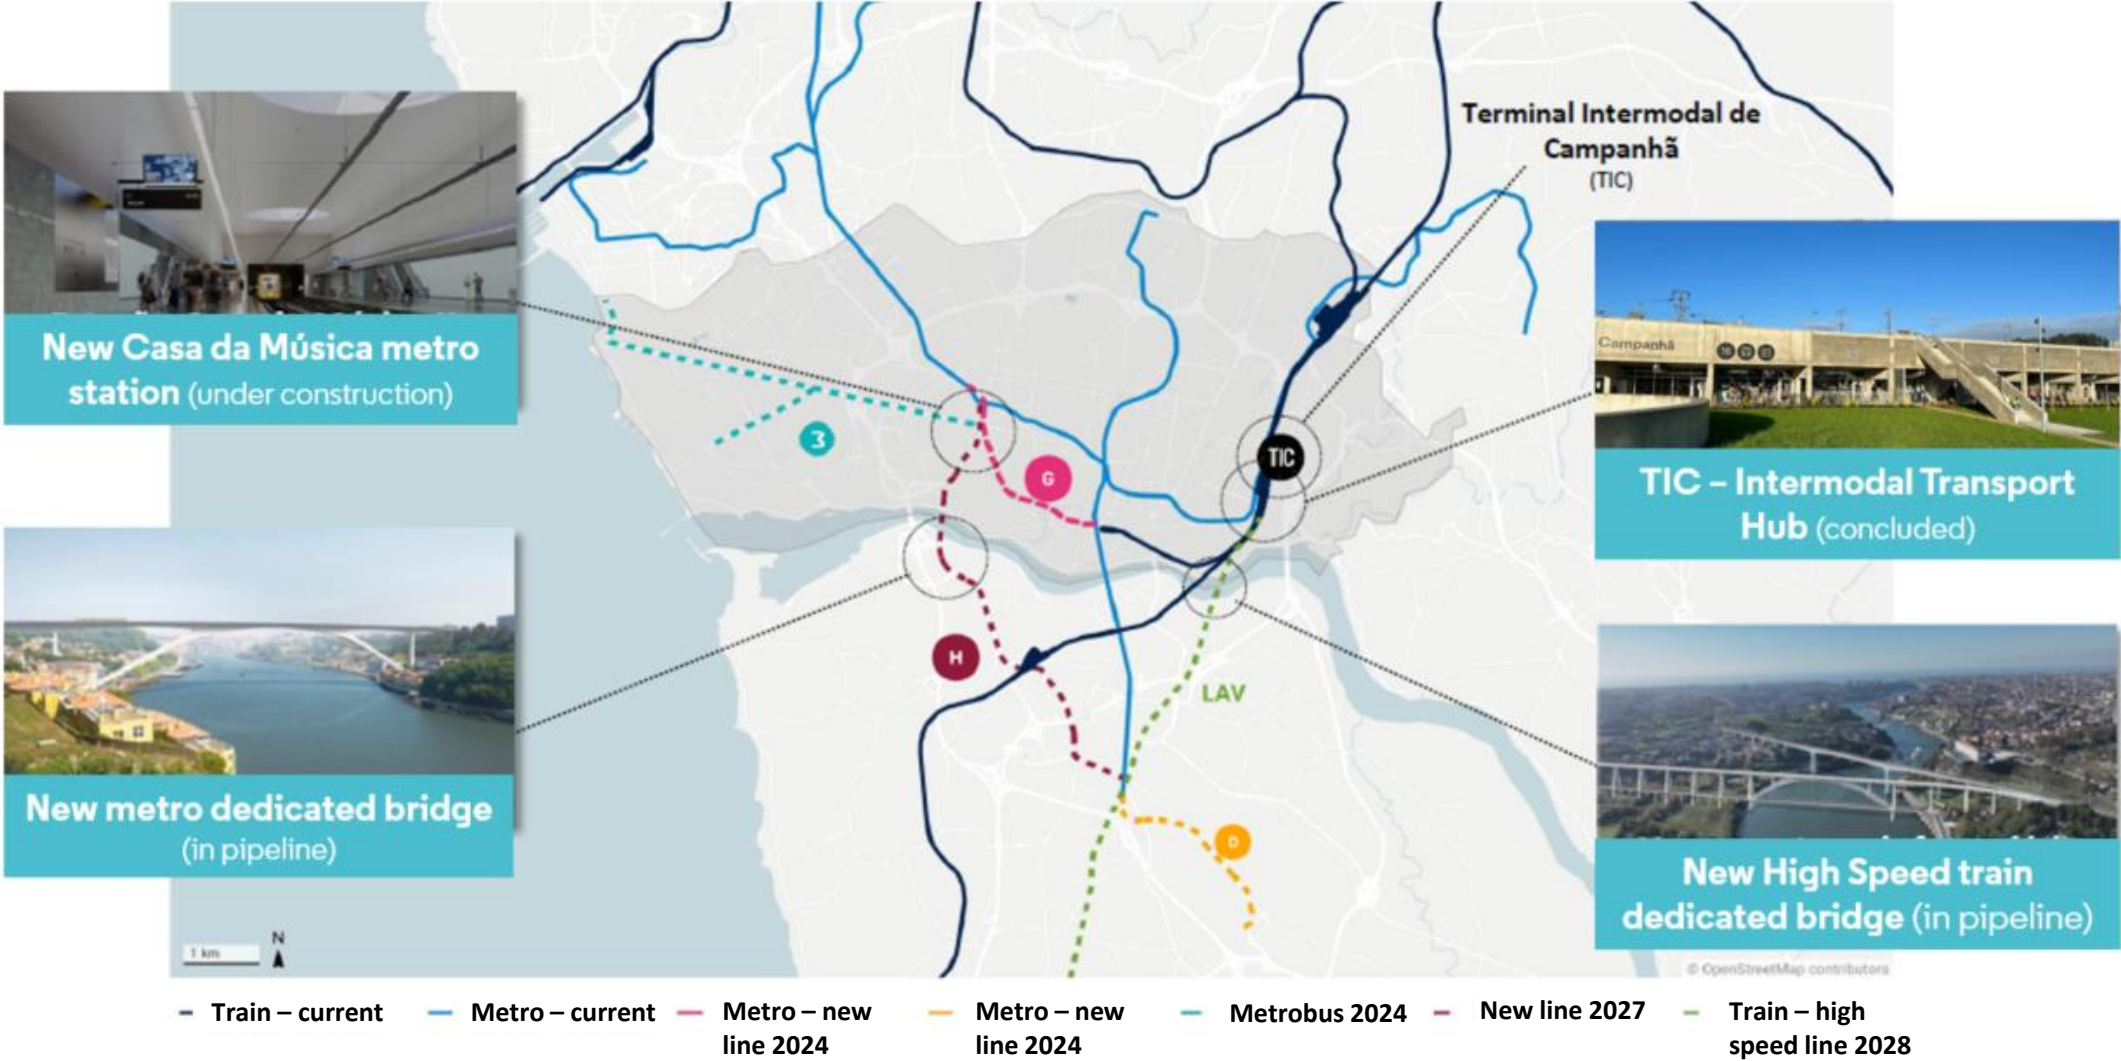 Terminal Intermodal de
Campanhã
(TIC)
New Casa da Música metro
station (under construction)
Campanhã
TIC – Intermodal Transport
Hub (concluded)
3
G
TIC
H
LAV
D
New metro dedicated bridge
(in pipeline)
New High Speed train
dedicated bridge (in pipeline)
1 km
N
© OpenStreetMap contributors
Train – current
Metro – current
Metro – new
line 2024
Metro – new
line 2024
Metrobus 2024
New line 2027
Train – high
speed line 2028